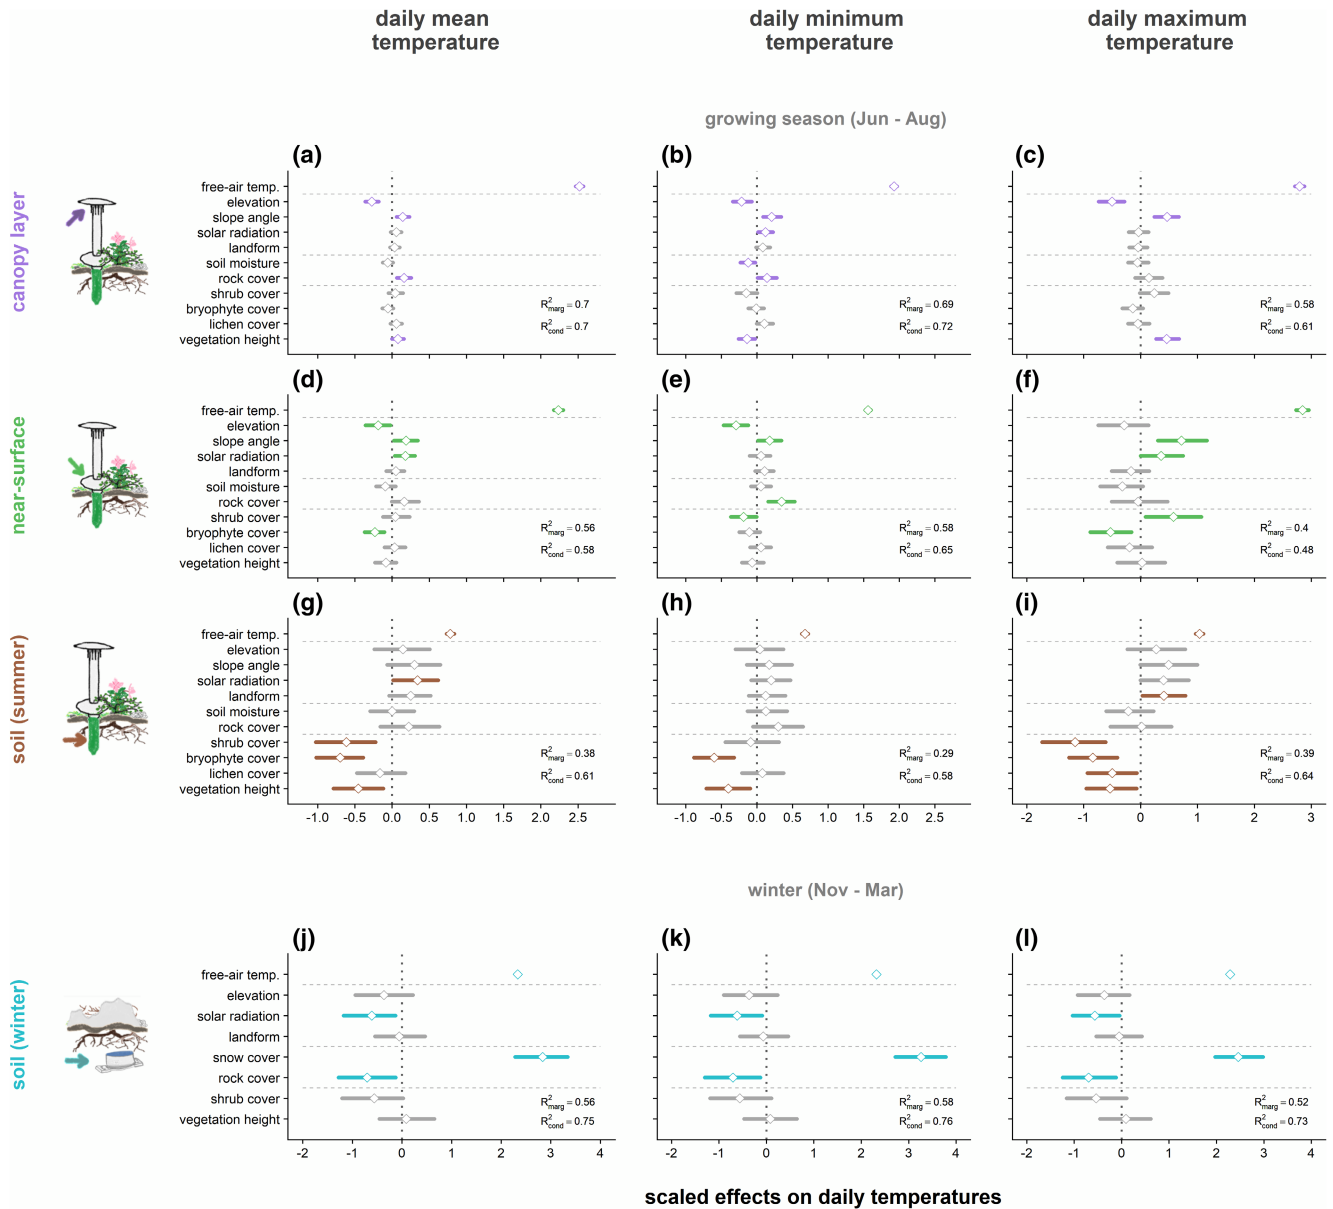 daily mean
temperature
daily minimum
temperature
daily maximum
temperature
growing season (Jun - Aug)
canopy layer
(a)
(b)
(c)
free-air temp.
elevation
slope angle
solar radiation
landform
soil moisture
rock cover
shrub cover
bryophyte cover
lichen cover
vegetation height
R²marg = 0.7
R²cond = 0.7
R²marg = 0.69
R²cond = 0.72
R²marg = 0.58
R²cond = 0.61
near-surface
(d)
(e)
(f)
free-air temp.
elevation
slope angle
solar radiation
landform
soil moisture
rock cover
shrub cover
bryophyte cover
lichen cover
vegetation height
R²marg = 0.56
R²cond = 0.58
R²marg = 0.58
R²cond = 0.65
R²marg = 0.4
R²cond = 0.48
soil (summer)
(g)
(h)
(i)
free-air temp.
elevation
slope angle
solar radiation
landform
soil moisture
rock cover
shrub cover
bryophyte cover
lichen cover
vegetation height
R²marg = 0.38
R²cond = 0.61
R²marg = 0.29
R²cond = 0.58
R²marg = 0.39
R²cond = 0.64
-1.0 -0.5 0.0 0.5 1.0 1.5 2.0 2.5
-1.0 -0.5 0.0 0.5 1.0 1.5 2.0 2.5
-2 -1 0 1 2 3
winter (Nov - Mar)
soil (winter)
(j)
(k)
(l)
free-air temp.
elevation
solar radiation
landform
snow cover
rock cover
shrub cover
vegetation height
R²marg = 0.56
R²cond = 0.75
R²marg = 0.58
R²cond = 0.76
R²marg = 0.52
R²cond = 0.73
-2 -1 0 1 2 3 4
-2 -1 0 1 2 3 4
-2 -1 0 1 2 3 4
scaled effects on daily temperatures